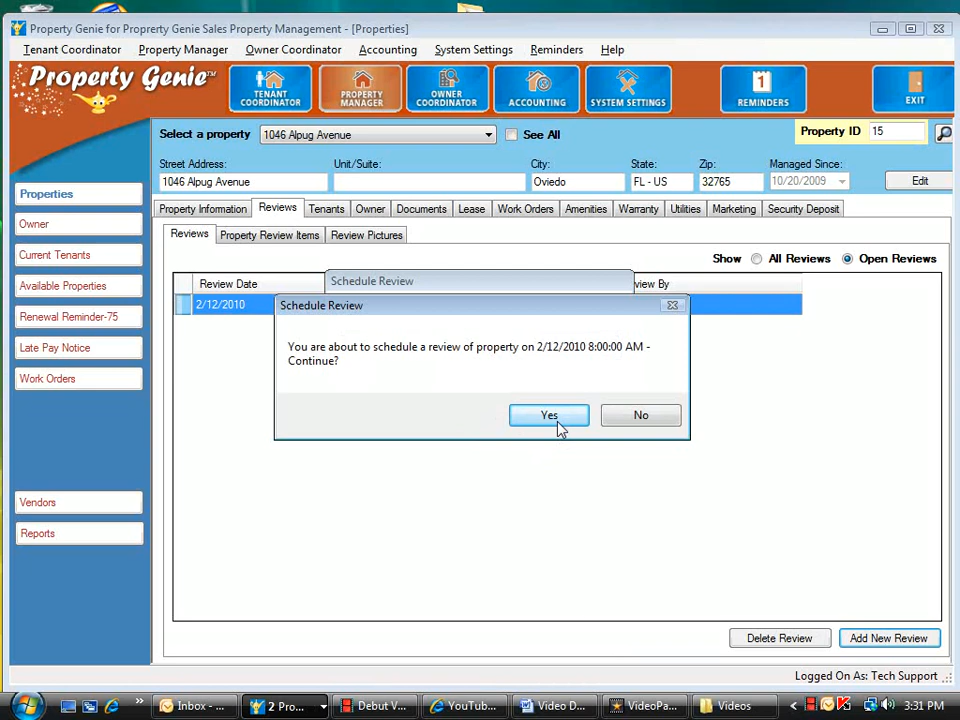 Property Genie for Proprerty Genie Sales Property Management - [Properties]
Tenant Coordinator Property Manager Owner Coordinator Accounting System Settings Reminders Help
Property Genie™
TENANT COORDINATOR
PROPERTY MANAGER
OWNER COORDINATOR
ACCOUNTING
SYSTEM SETTINGS
1
REMINDERS
EXIT
Select a property 1046 Alpug Avenue See All Property ID 15
Street Address: Unit/Suite: City: State: Zip: Managed Since:
1046 Alpug Avenue Oviedo FL - US 32765 10/20/2009 Edit
Property Information Reviews Tenants Owner Documents Lease Work Orders Amenities Warranty Utilities Marketing Security Deposit
Reviews Property Review Items Review Pictures
Show All Reviews Open Reviews
Review Date Schedule Review view By
2/12/2010
Schedule Review
You are about to schedule a review of property on 2/12/2010 8:00:00 AM -
Continue?
Yes No
Properties
Owner
Current Tenants
Available Properties
Renewal Reminder-75
Late Pay Notice
Work Orders
Vendors
Reports
Delete Review Add New Review
Logged On As: Tech Support
» Inbox - ... 2 Pro... Debut V... YouTub... Video D... VideoPa... Videos < 3:31 PM